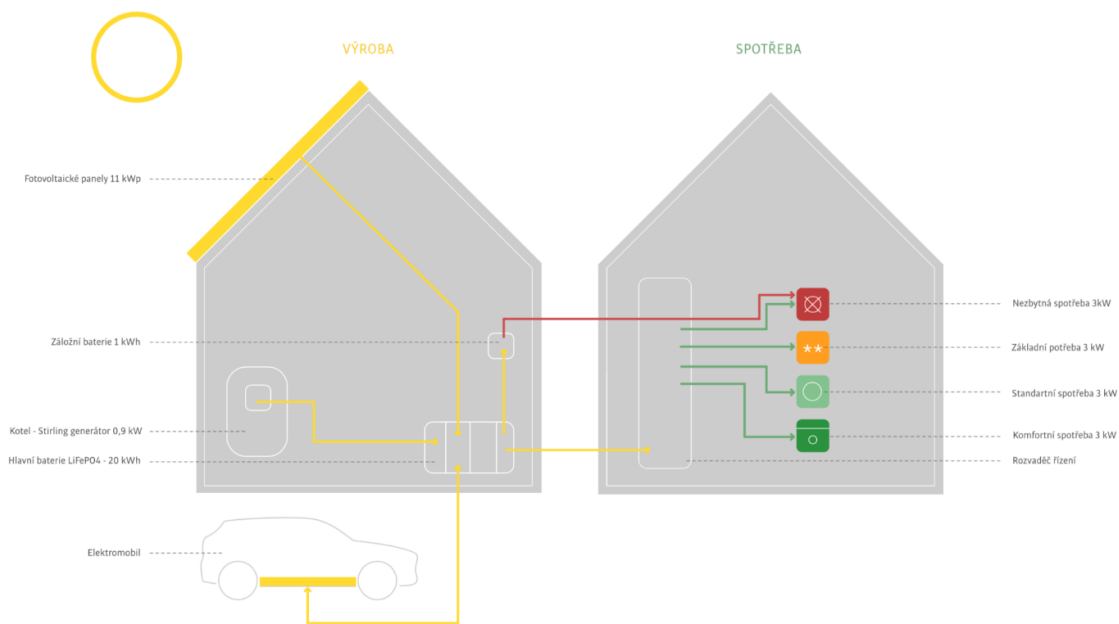 VÝROBA
SPOTŘEBA
Fotovoltaické panely 11 kWp
Záložní baterie 1 kWh
Kotel - Stirling generátor 0,9 kW
Hlavní baterie LiFePO4 - 20 kWh
Elektromobil
Nezbytná spotřeba 3kW
Základní potřeba 3 kW
Standartní spotřeba 3 kW
Komfortní spotřeba 3 kW
Rozvaděč řízení